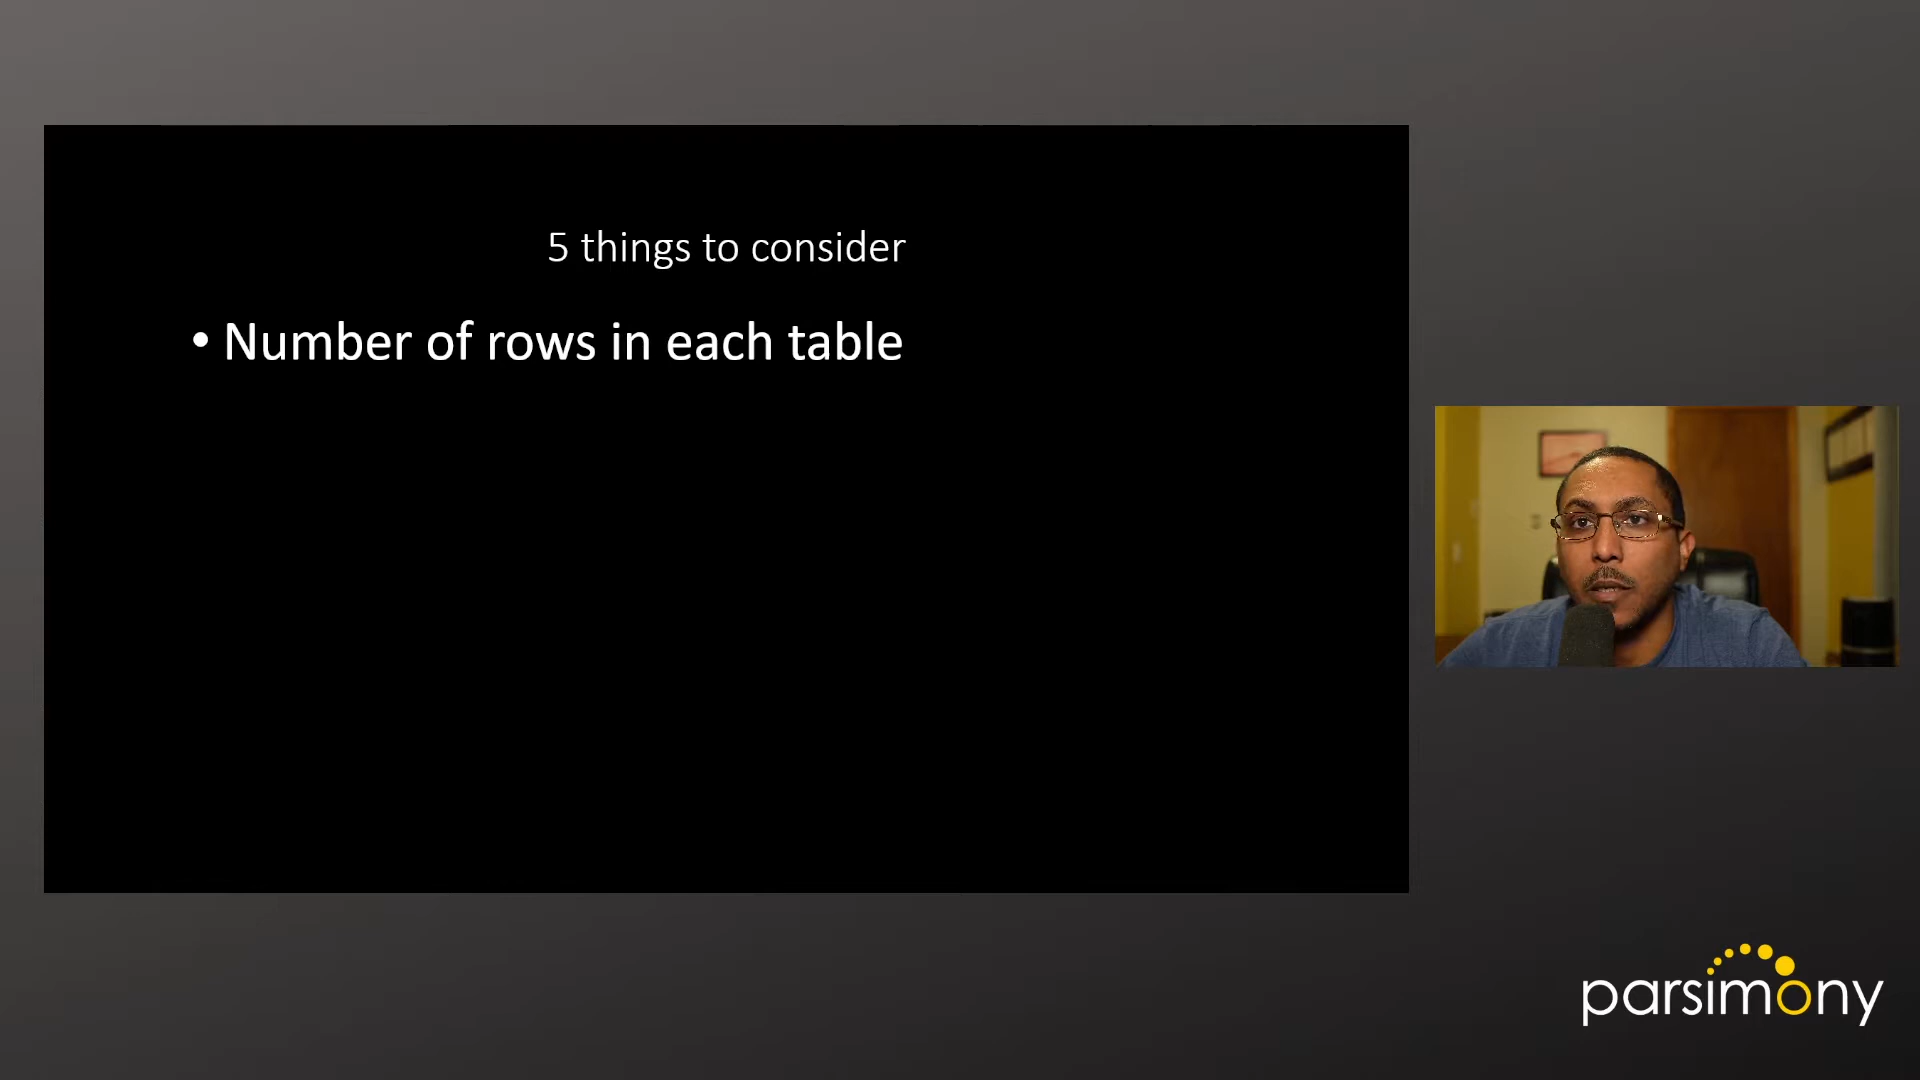 5 things to consider
• Number of rows in each table
parsimony